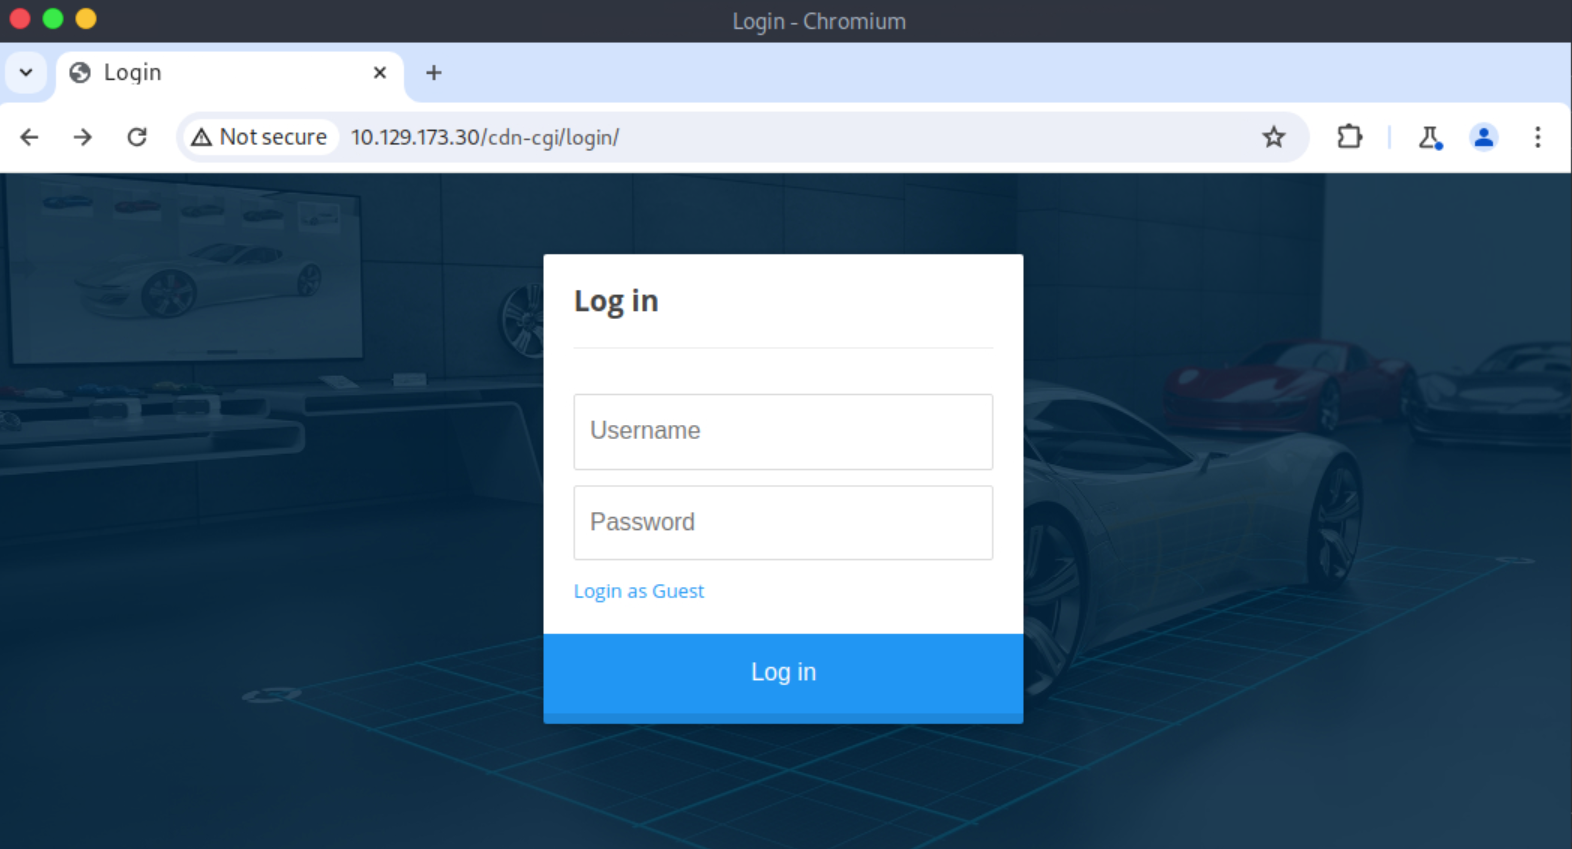 Login - Chromium
Login
Not secure 10.129.173.30/cdn-cgi/login/
Log in
Username
Password
Login as Guest
Log in